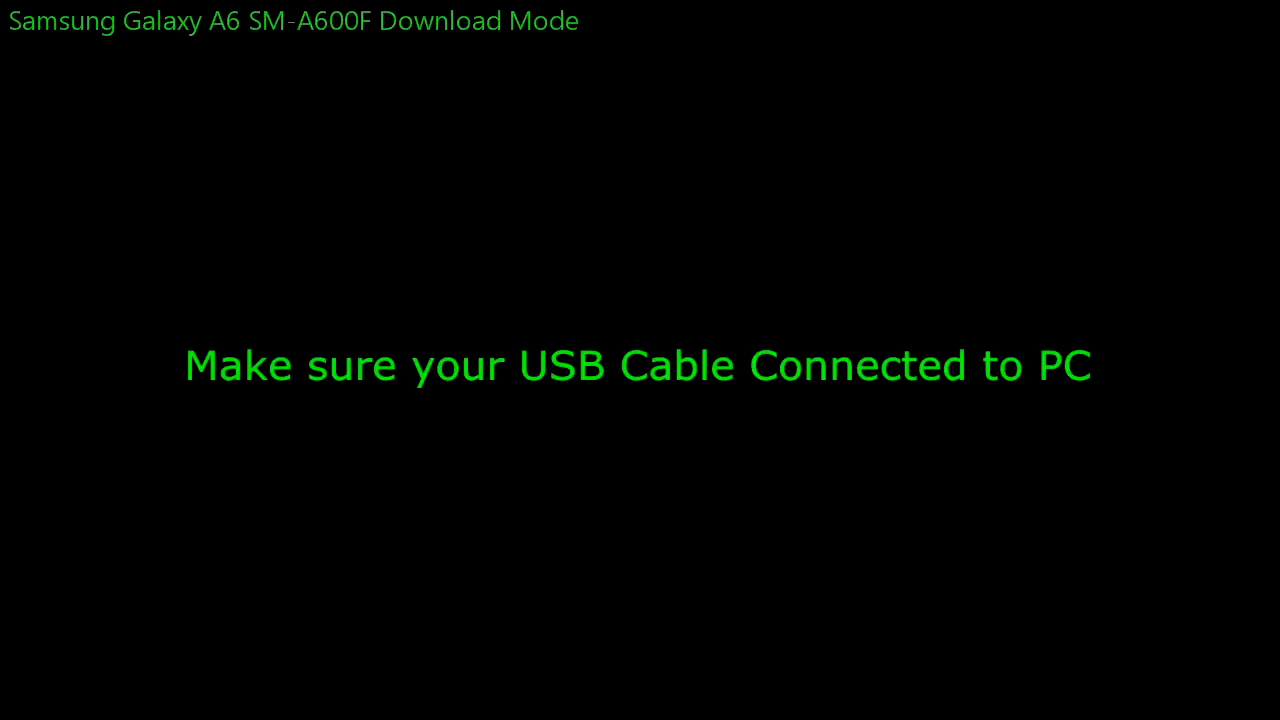 Samsung Galaxy A6 SM-A600F Download Mode
Make sure your USB Cable Connected to PC